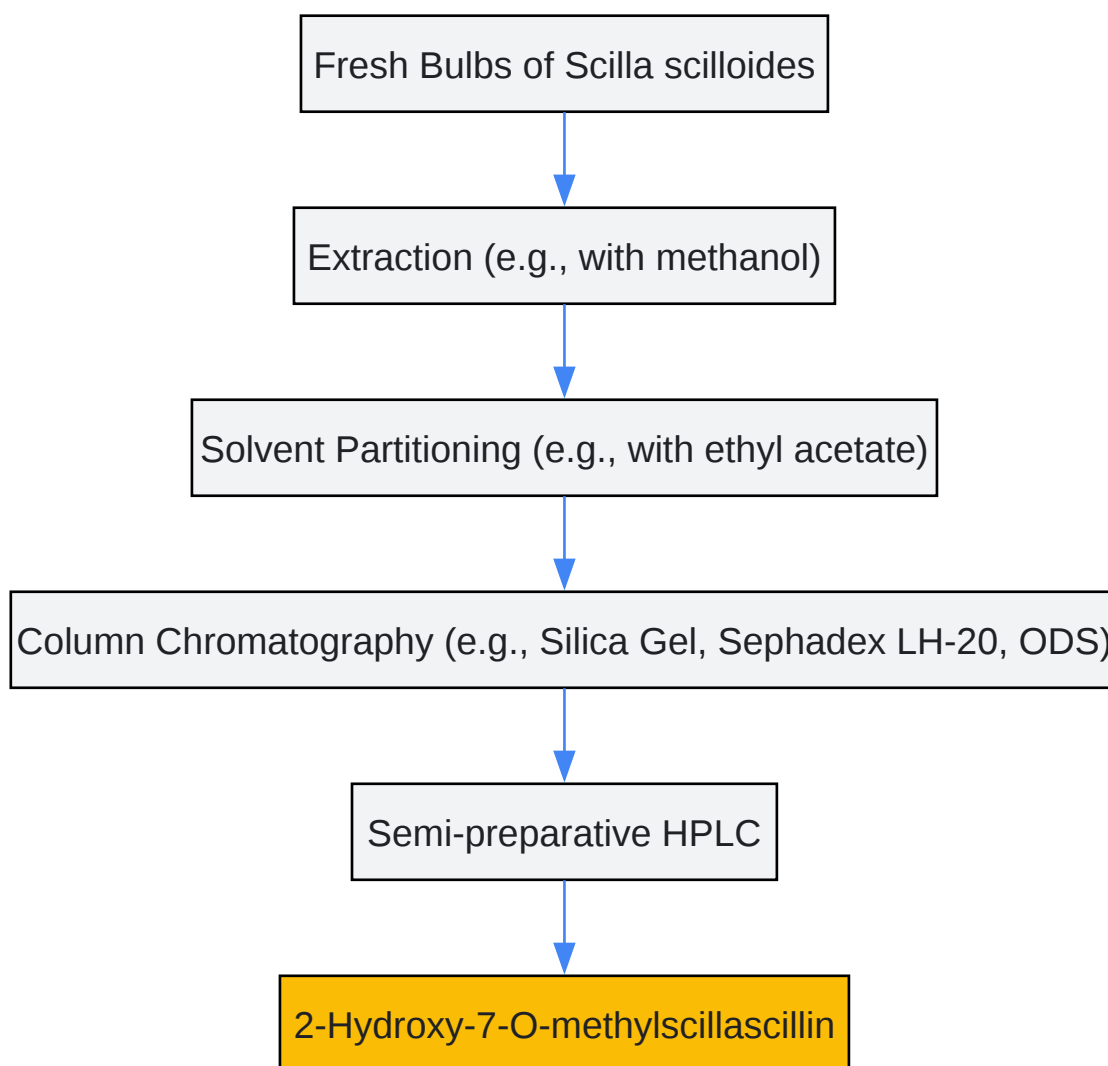 Fresh Bulbs of Scilla scilloides
Extraction (e.g., with methanol)
Solvent Partitioning (e.g., with ethyl acetate)
Column Chromatography (e.g., Silica Gel, Sephadex LH-20, ODS)
Semi-preparative HPLC
2-Hydroxy-7-O-methylscillascillin